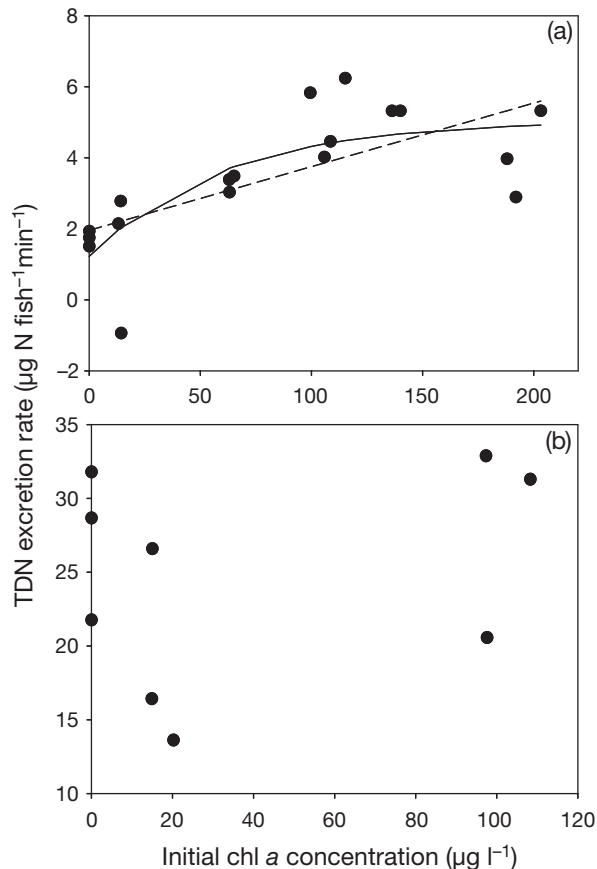 (a)
8
6
4
2
0
−2
0 50 100 150 200
TDN excretion rate (µg N fish−1min−1)
(b)
35
30
25
20
15
10
0 20 40 60 80 100 120
Initial chl a concentration (µg l−1)